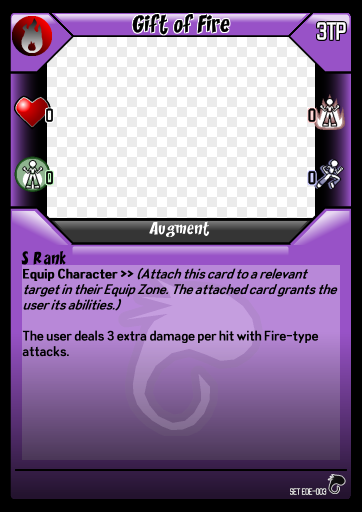 Gift of Fire
3TP
0
0
0
0
Augment
S Rank
Equip Character >> (Attach this card to a relevant
target in their Equip Zone. The attached card grants the
user its abilities.)
The user deals 3 extra damage per hit with Fire-type
attacks.
SET EDE-003